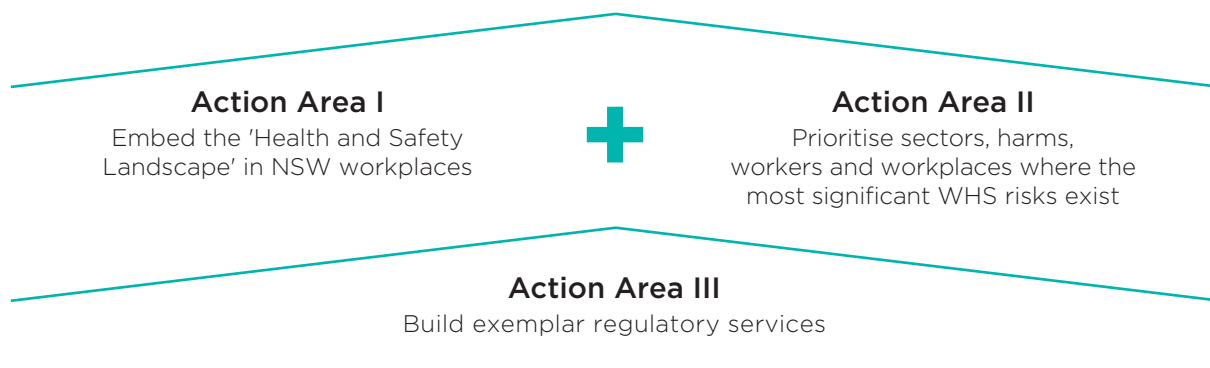 Action Area I
Embed the 'Health and Safety
Landscape' in NSW workplaces
Action Area II
Prioritise sectors, harms,
workers and workplaces where the
most significant WHS risks exist
Action Area III
Build exemplar regulatory services